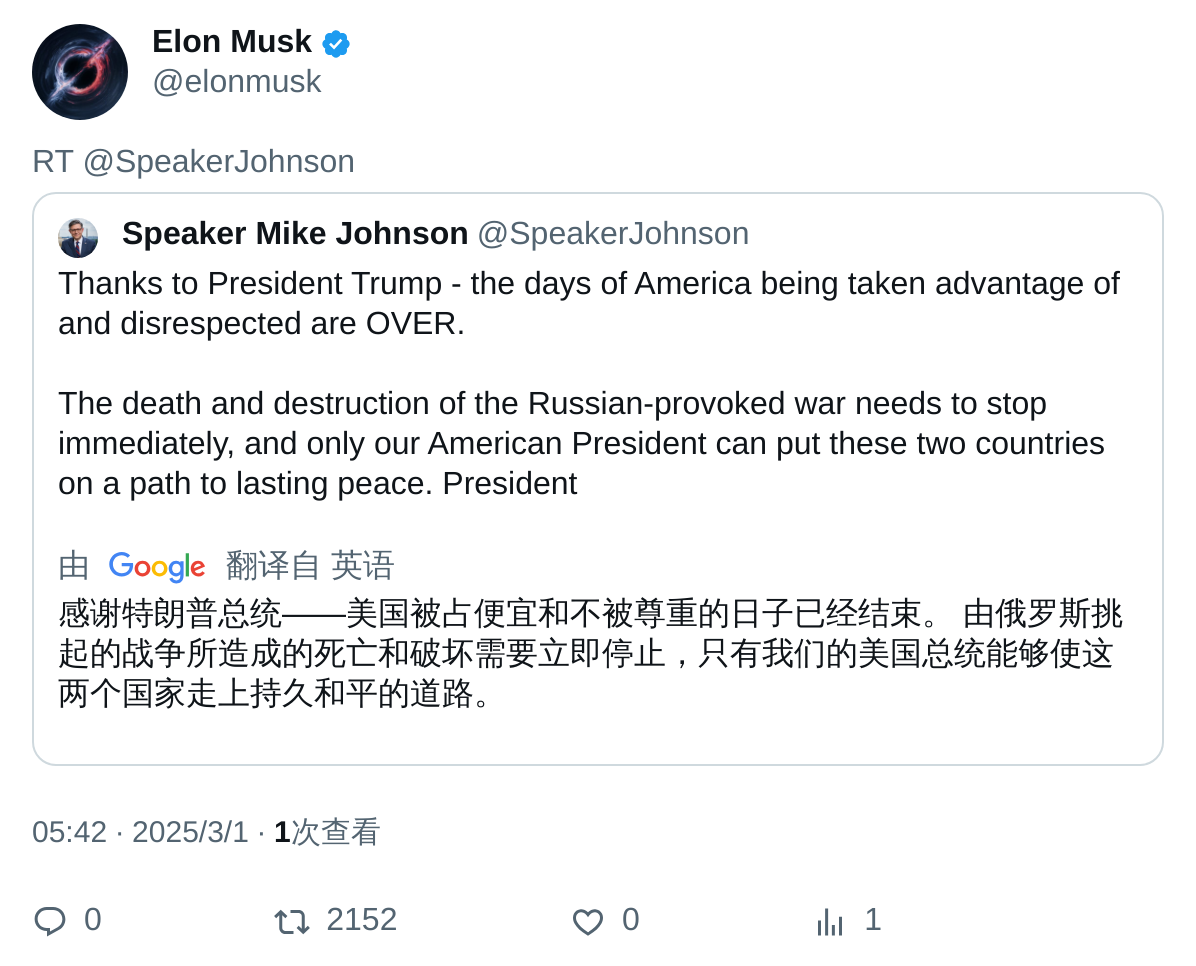 Elon Musk
@elonmusk
RT @SpeakerJohnson
Speaker Mike Johnson @SpeakerJohnson
Thanks to President Trump - the days of America being taken advantage of
and disrespected are OVER.
The death and destruction of the Russian-provoked war needs to stop
immediately, and only our American President can put these two countries
on a path to lasting peace. President
由 Google 翻译自 英语
感谢特朗普总统——美国被占便宜和不被尊重的日子已经结束。 由俄罗斯挑
起的战争所造成的死亡和破坏需要立即停止，只有我们的美国总统能够使这
两个国家走上持久和平的道路。
05:42 · 2025/3/1 · 1次查看
0 2152 0 1